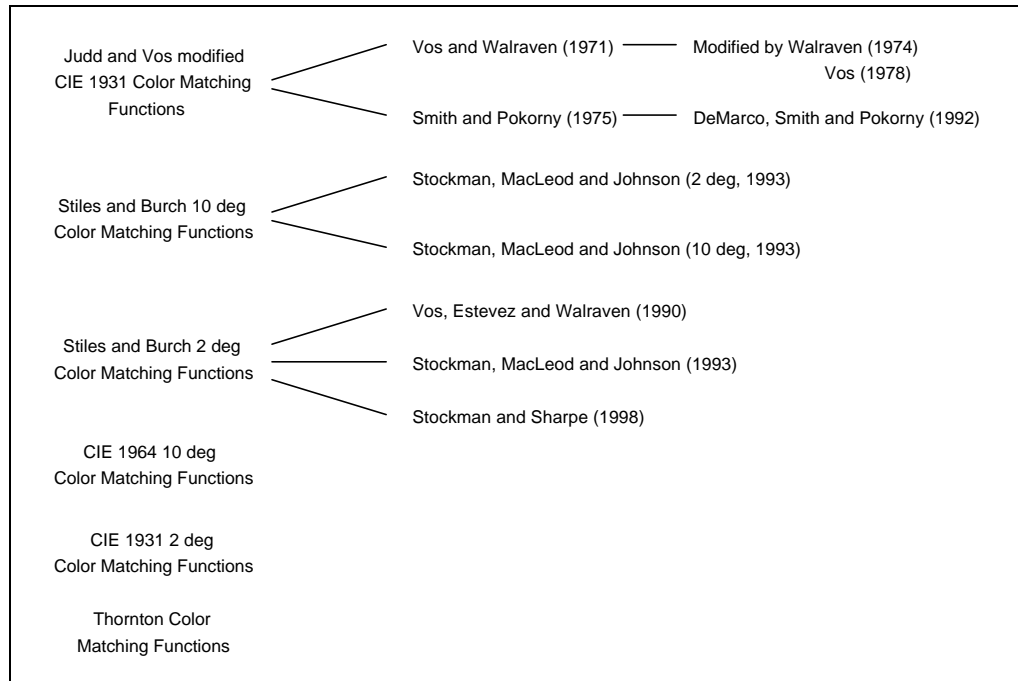 Judd and Vos modified
CIE 1931 Color Matching
Functions
Vos and Walraven (1971)
Modified by Walraven (1974)
Vos (1978)
Smith and Pokorny (1975)
DeMarco, Smith and Pokorny (1992)
Stiles and Burch 10 deg
Color Matching Functions
Stockman, MacLeod and Johnson (2 deg, 1993)
Stockman, MacLeod and Johnson (10 deg, 1993)
Stiles and Burch 2 deg
Color Matching Functions
Vos, Estevez and Walraven (1990)
Stockman, MacLeod and Johnson (1993)
Stockman and Sharpe (1998)
CIE 1964 10 deg
Color Matching Functions
CIE 1931 2 deg
Color Matching Functions
Thornton Color
Matching Functions